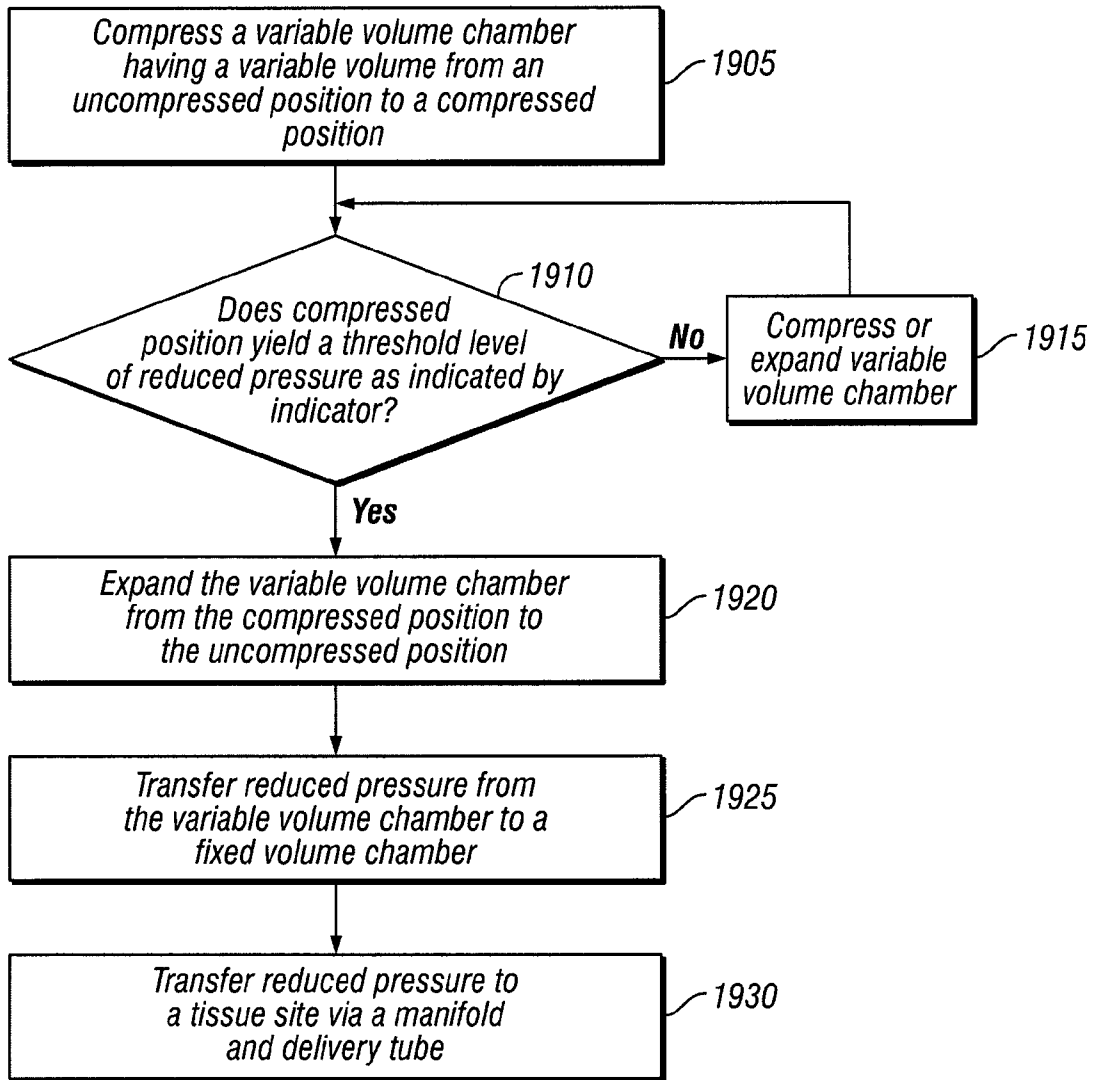 Compress a variable volume chamber
having a variable volume from an
uncompressed position to a compressed
position
1905
1910
Does compressed
position yield a threshold level
of reduced pressure as indicated by
indicator?
No
Compress or
expand variable
volume chamber
1915
Yes
Expand the variable volume chamber
from the compressed position to
the uncompressed position
1920
Transfer reduced pressure from
the variable volume chamber to a
fixed volume chamber
1925
Transfer reduced pressure to
a tissue site via a manifold
and delivery tube
1930